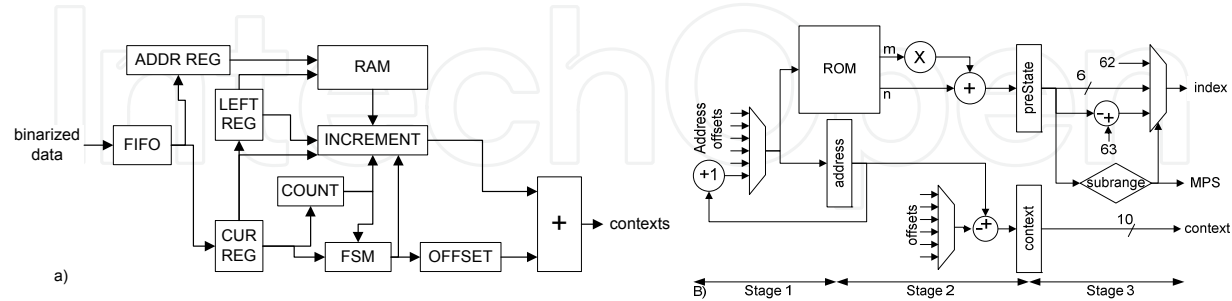 IntechOpen
ADDR REG
RAM
LEFT
REG
INCREMENT
binarized
data
FIFO
COUNT
CUR
REG
FSM
OFFSET
+
contexts
a)
ROM
m
X
n
+
preState
6
62
index
-+
63
Address
offsets
+1
address
subrange
MPS
offsets
-+
context
10
context
B)
Stage 1
Stage 2
Stage 3